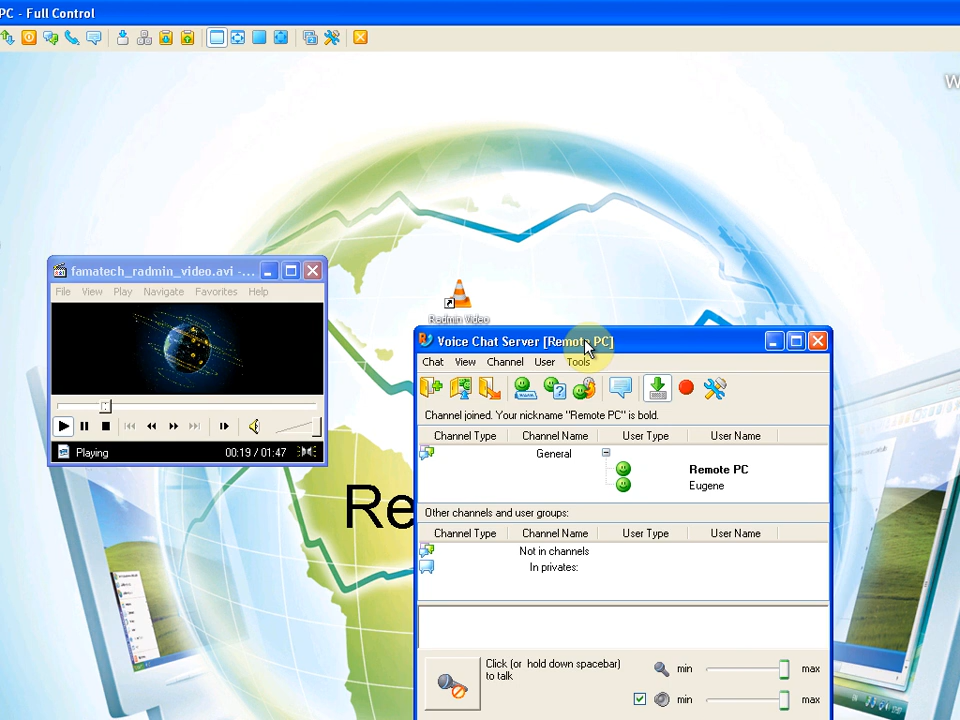 PC - Full Control
W
famatech_radmin_video.avi -...
File View Play Navigate Favorites Help
Playing 00:19 / 01:47
Radmin Video
Re
Voice Chat Server [Remote PC]
Chat View Channel User Tools
Channel joined. Your nickname "Remote PC" is bold.
Channel Type Channel Name User Type User Name
General
Remote PC
Eugene
Other channels and user groups:
Channel Type Channel Name User Type User Name
Not in channels
In privates:
Click (or hold down spacebar)
to talk
min max
min max